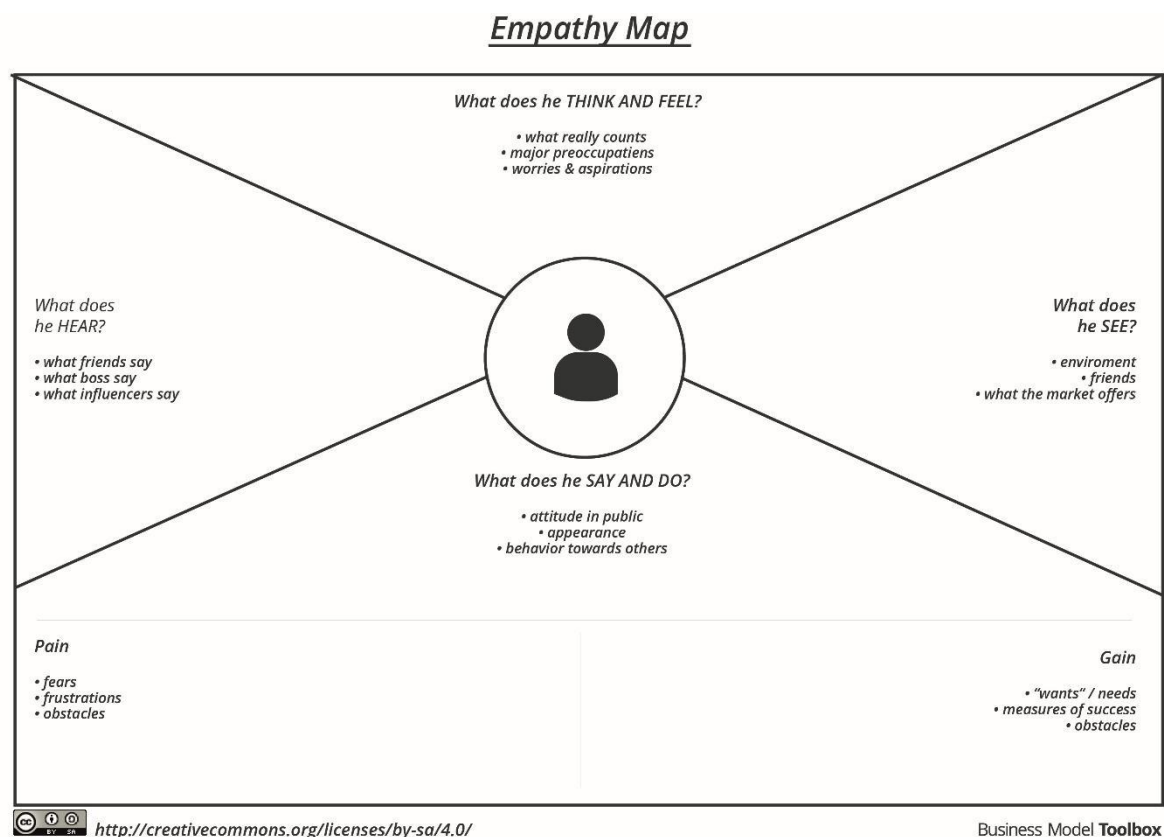 Empathy Map
What does he THINK AND FEEL?
• what really counts
• major preoccupatiens
• worries & aspirations
What does
he HEAR?
• what friends say
• what boss say
• what influencers say
What does
he SEE?
• enviroment
• friends
• what the market offers
What does he SAY AND DO?
• attitude in public
• appearance
• behavior towards others
Pain
• fears
• frustrations
• obstacles
Gain
• "wants" / needs
• measures of success
• obstacles
cc BY SA
http://creativecommons.org/licenses/by-sa/4.0/
Business Model Toolbox